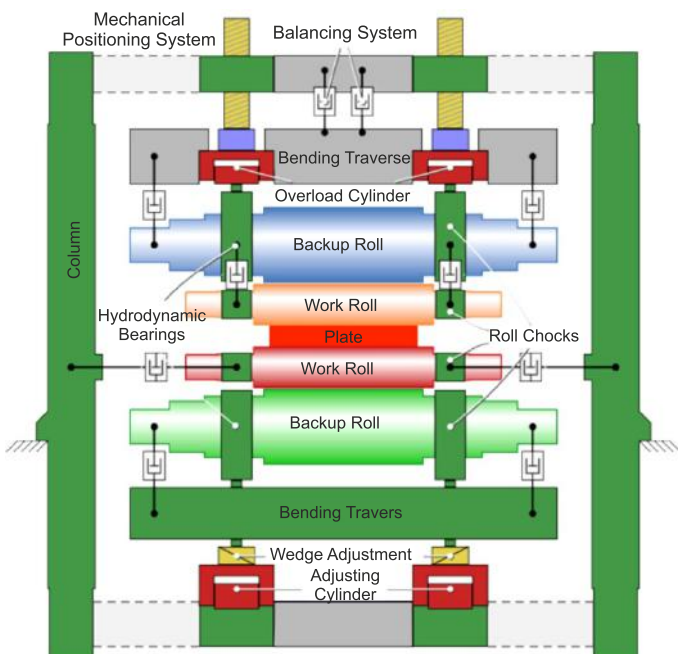 Mechanical
Positioning System
Balancing System
Bending Traverse
Overload Cylinder
Column
Backup Roll
Hydrodynamic
Bearings
Work Roll
Plate
Roll Chocks
Work Roll
Backup Roll
Bending Travers
Wedge Adjustment
Adjusting
Cylinder